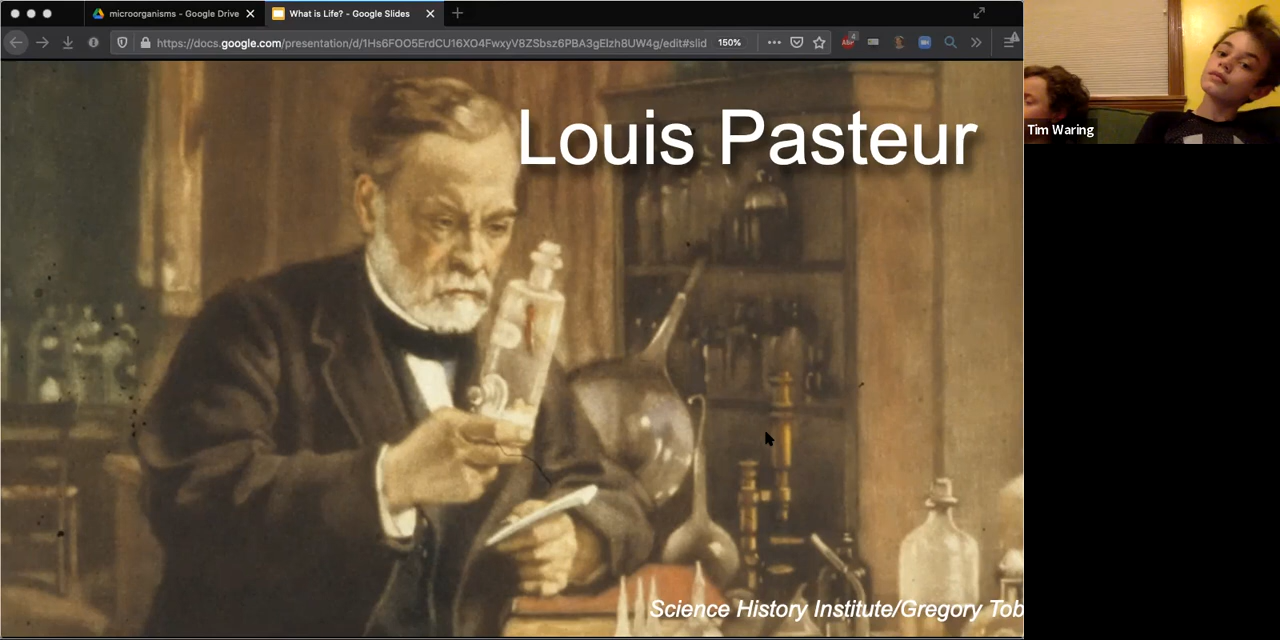 microorganisms - Google Drive
What is Life? - Google Slides
https://docs.google.com/presentation/d/1Hs6FOO5ErdCU16XO4FwxyV8ZSbsz6PBA3gElzh8UW4g/edit#slid
150%
4
Louis Pasteur
Tim Waring
Science History Institute/Gregory Tob